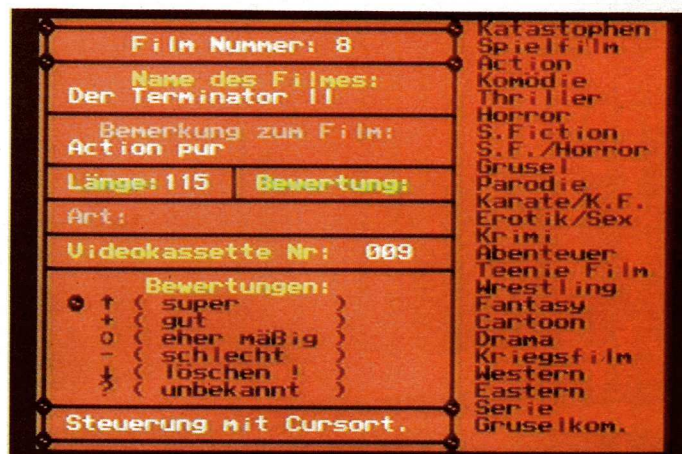 Film Nummer: 8
Name des Filmes:
Der Terminator II
Bemerkung zum Film:
Action pur
Länge:115 Bewertung:
Art:
Videokassette Nr: 009
Bewertungen:
↑ ( super )
+ ( gut )
o ( eher mäßig )
- ( schlecht )
↓ ( löschen ! )
? ( unbekannt )
Steuerung mit Cursort.
Katastophen
Spielfilm
Action
Komödie
Thriller
Horror
S.Fiction
S.F./Horror
Grusel
Parodie
Karate/K.F.
Erotik/Sex
Krimi
Abenteuer
Teenie Film
Wrestling
Fantasy
Cartoon
Drama
Kriegsfilm
Western
Eastern
Serie
Gruselkom.